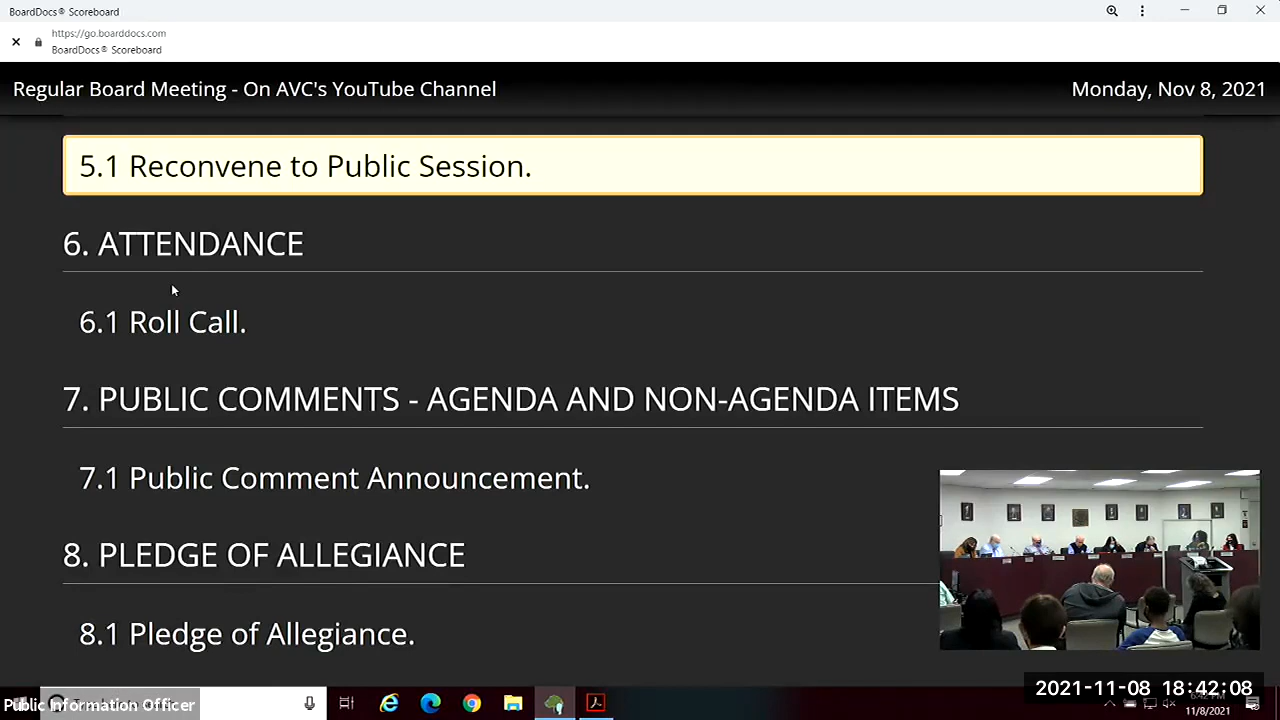 BoardDocs® Scoreboard
https://go.boarddocs.com
BoardDocs® Scoreboard
Regular Board Meeting - On AVC's YouTube Channel
Monday, Nov 8, 2021
5.1 Reconvene to Public Session.
6. ATTENDANCE
6.1 Roll Call.
7. PUBLIC COMMENTS - AGENDA AND NON-AGENDA ITEMS
7.1 Public Comment Announcement.
8. PLEDGE OF ALLEGIANCE
8.1 Pledge of Allegiance.
Public Information Officer
2021-11-08 18:42:08
11/8/2021